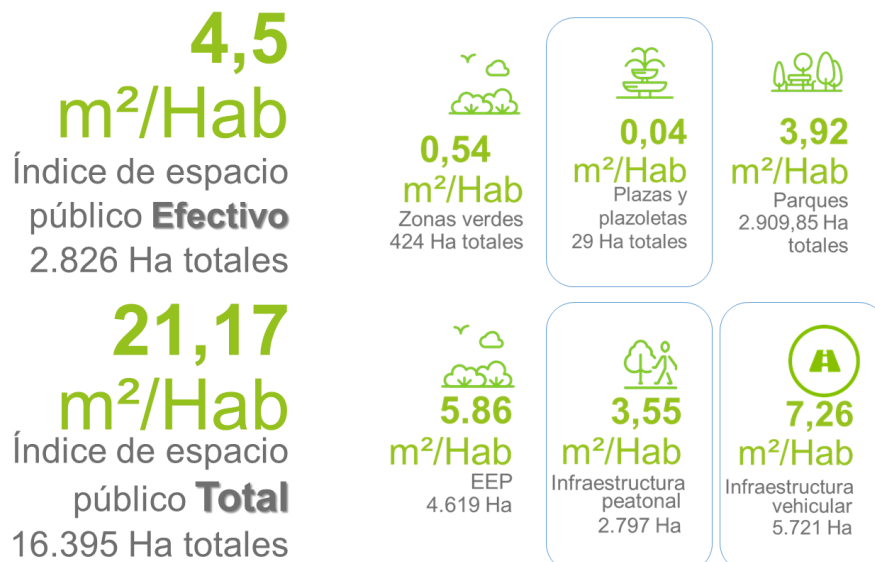 4,5
m²/Hab
Índice de espacio
público Efectivo
2.826 Ha totales
0,54
m²/Hab
Zonas verdes
424 Ha totales
0,04
m²/Hab
Plazas y
plazoletas
29 Ha totales
3,92
m²/Hab
Parques
2.909,85 Ha
totales
21,17
m²/Hab
Índice de espacio
público Total
16.395 Ha totales
5.86
m²/Hab
EEP
4.619 Ha
3,55
m²/Hab
Infraestructura
peatonal
2.797 Ha
7,26
m²/Hab
Infraestructura
vehicular
5.721 Ha